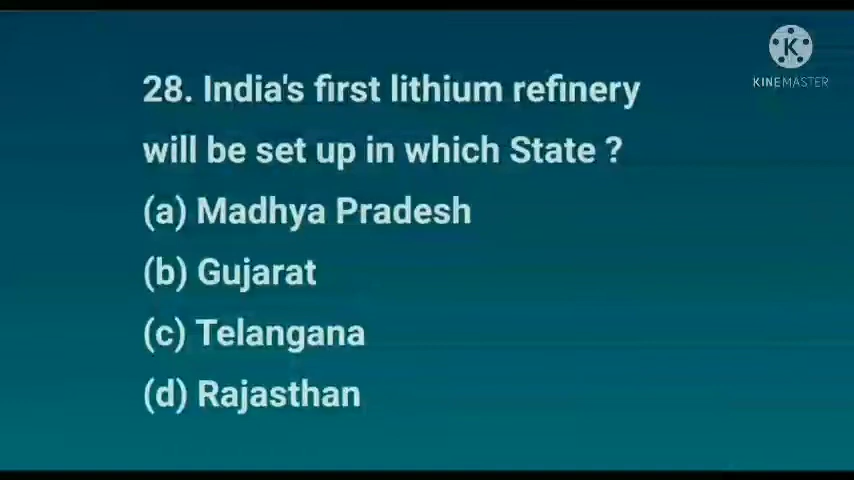 KINEMASTER
28. India's first lithium refinery
will be set up in which State ?
(a) Madhya Pradesh
(b) Gujarat
(c) Telangana
(d) Rajasthan